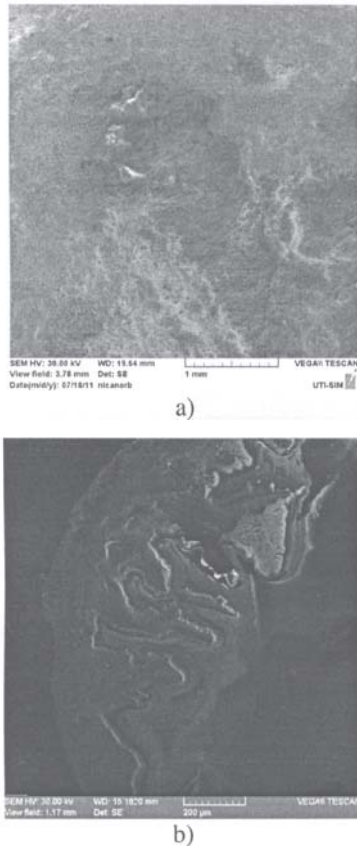 SEM HV: 30.00 kV WD: 15.64 mm VEGA\\ TESCAN
View field: 3.78 mm Det: SE 1 mm
Date(m/d/y): 07/18/11 nicanorb UTI-SIM
a)
SEM HV: 30.00 kV VEGA\\ TESCAN
View field: 1.17 mm Det: SE 200 µm
b)